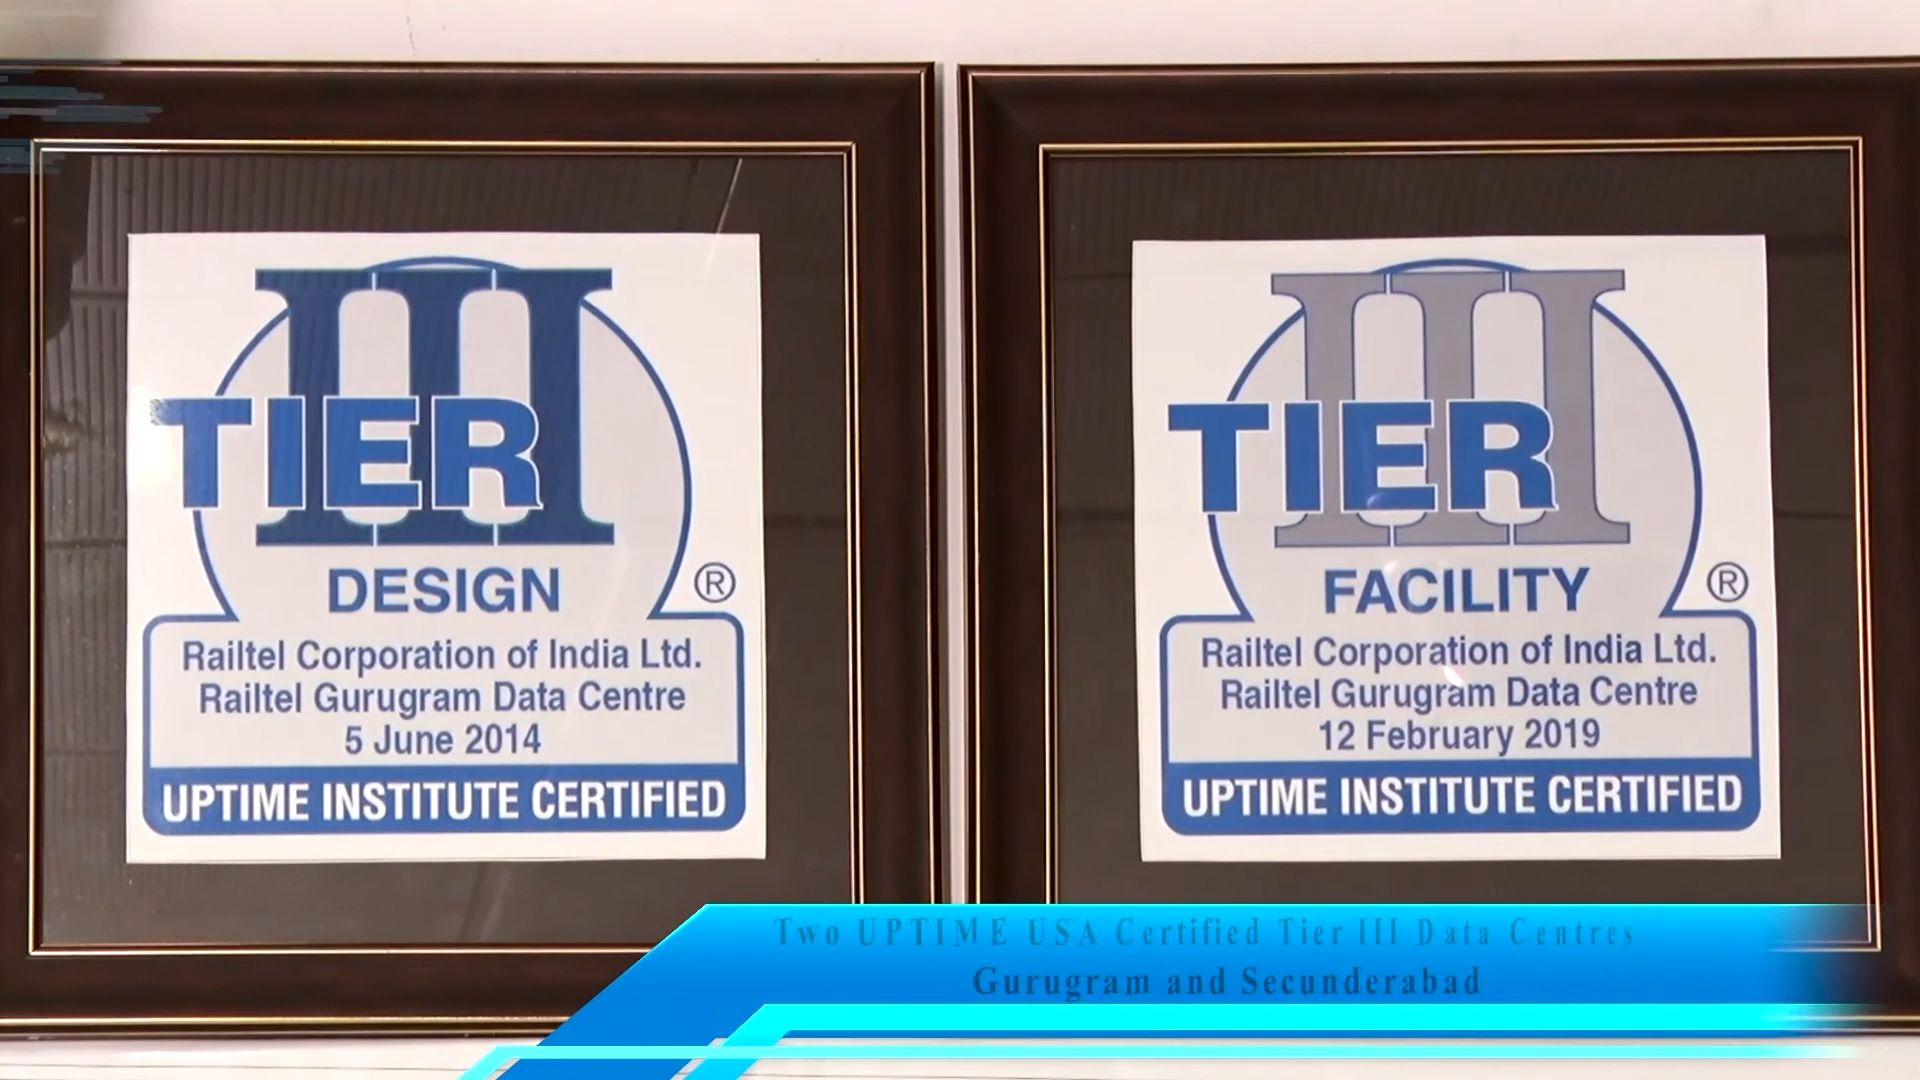 III
TIER
DESIGN
®
Railtel Corporation of India Ltd.
Railtel Gurugram Data Centre
5 June 2014
UPTIME INSTITUTE CERTIFIED
III
TIER
FACILITY
®
Railtel Corporation of India Ltd.
Railtel Gurugram Data Centre
12 February 2019
UPTIME INSTITUTE CERTIFIED
Two UPTIME USA Certified Tier III Data Centres
Gurugram and Secunderabad